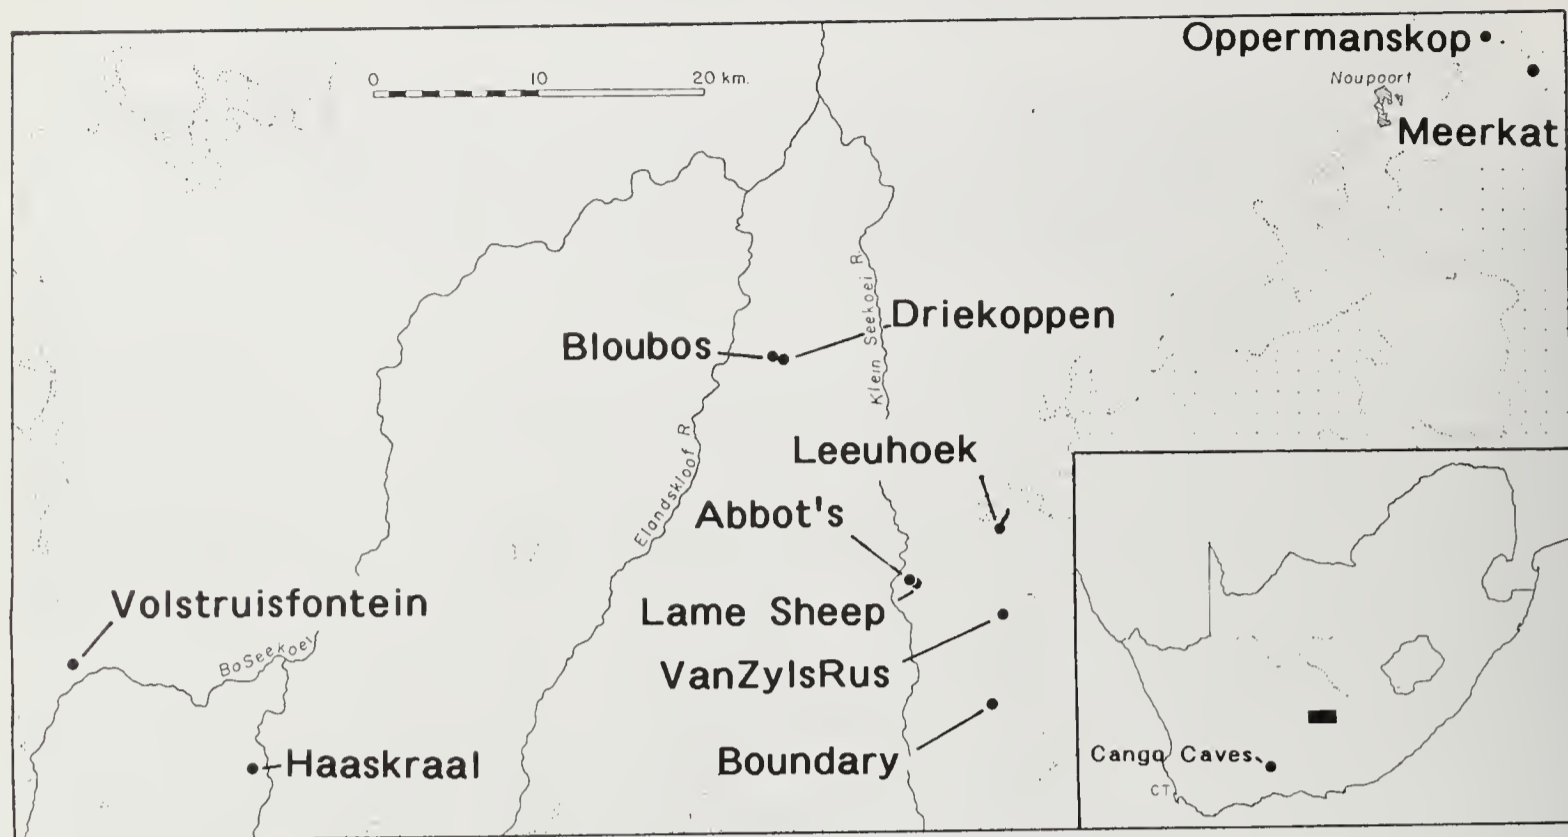 Oppermanskop
0 10 20 km.
Noupoort
Meerkat
Klein Seekoei R.
Driekoppen
Bloubos
Elandskloof R
Leeuhoek
Abbot's
Volstruisfontein
Lame Sheep
BoSeekoei
VanZylsRus
Boundary
Haaskraal
Cango Caves
CT